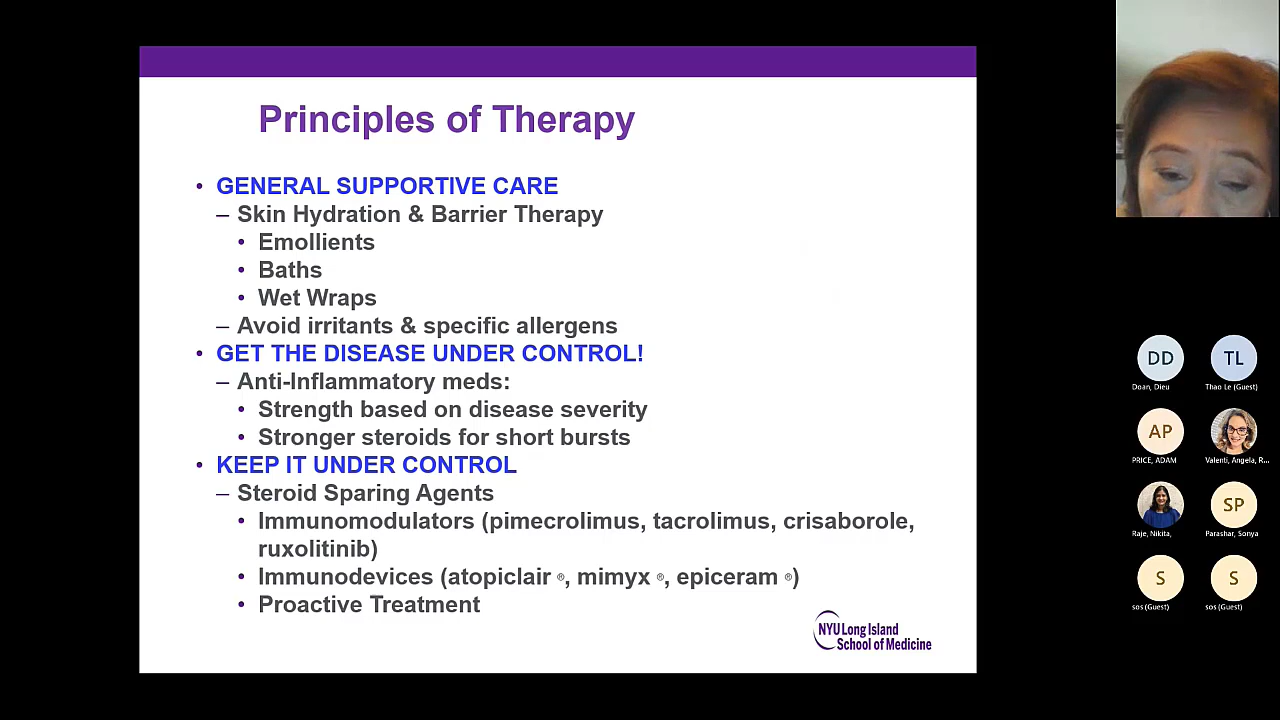 Principles of Therapy
• GENERAL SUPPORTIVE CARE
– Skin Hydration & Barrier Therapy
• Emollients
• Baths
• Wet Wraps
– Avoid irritants & specific allergens
• GET THE DISEASE UNDER CONTROL!
– Anti-Inflammatory meds:
• Strength based on disease severity
• Stronger steroids for short bursts
• KEEP IT UNDER CONTROL
– Steroid Sparing Agents
• Immunomodulators (pimecrolimus, tacrolimus, crisaborole,
ruxolitinib)
• Immunodevices (atopiclair ®, mimyx ®, epiceram ®)
• Proactive Treatment
NYU Long Island
School of Medicine
DD
Doan, Dieu
TL
Thao Le (Guest)
AP
PRICE, ADAM
Valenti, Angela, R...
Raje, Nikita,
SP
Parashar, Sonya
S
sos (Guest)
S
sos (Guest)